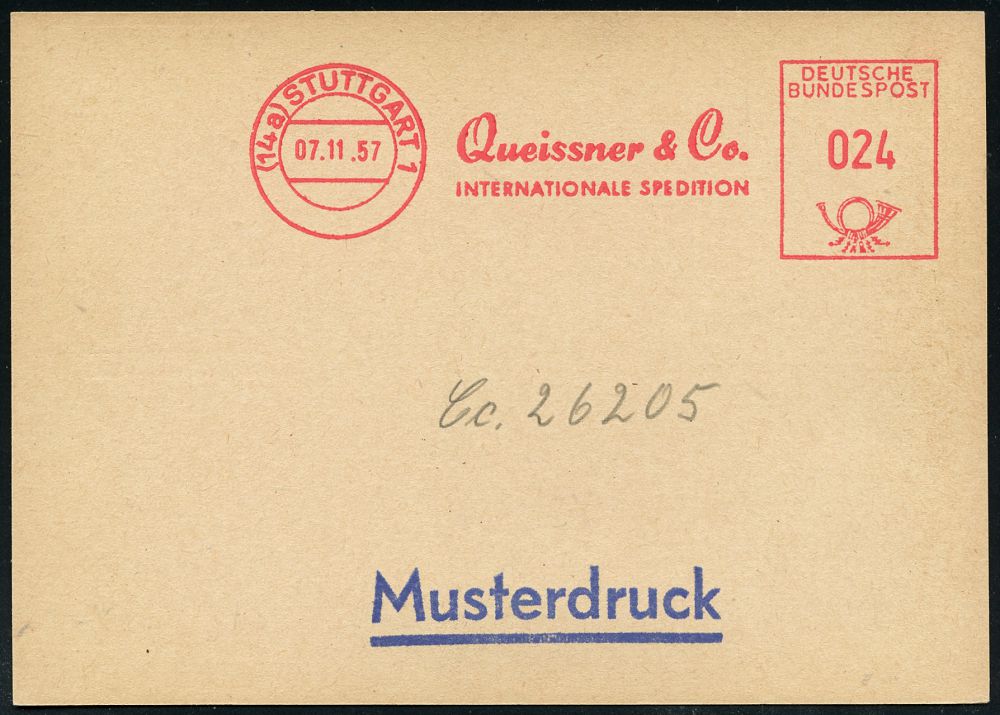 (14a) STUTTGART 1
07.11.57
Queissner & Co.
INTERNATIONALE SPEDITION
DEUTSCHE
BUNDESPOST
024
Cc. 26205
Musterdruck